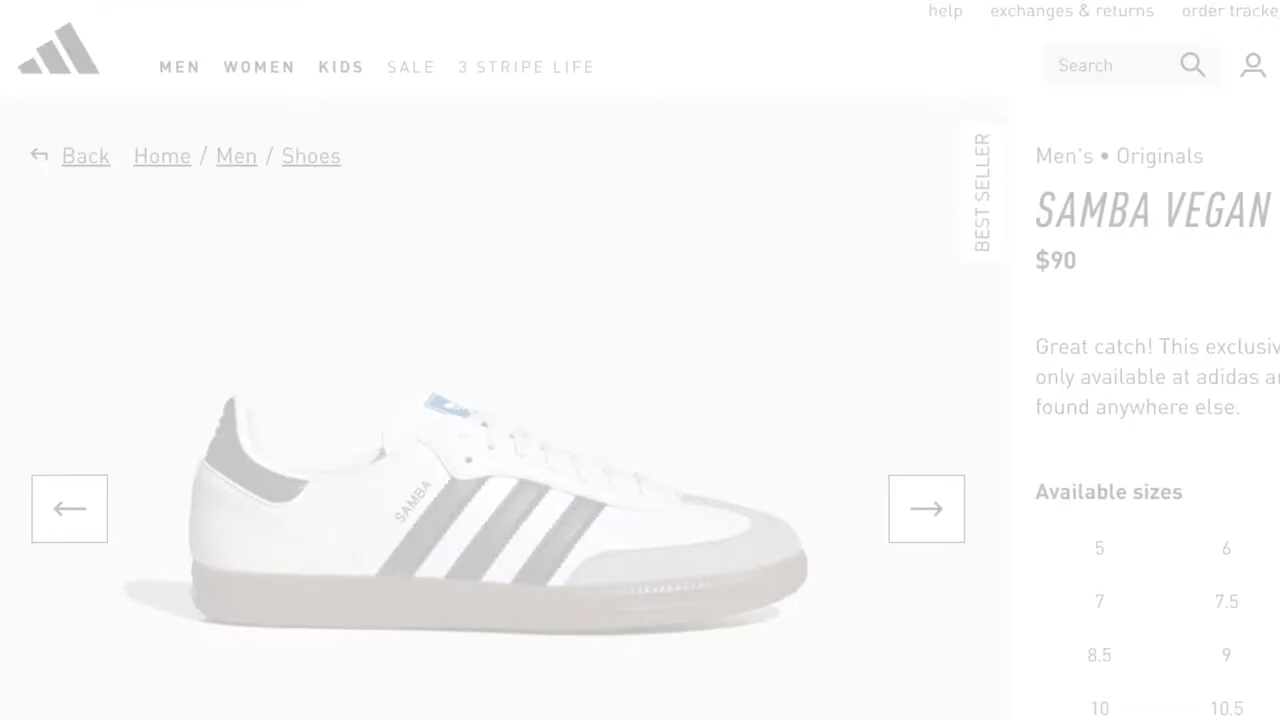 help exchanges & returns order tracke
MEN WOMEN KIDS SALE 3 STRIPE LIFE
Search
Back Home / Men / Shoes
BEST SELLER
Men's • Originals
SAMBA VEGAN
$90
Great catch! This exclusiv
only available at adidas a
found anywhere else.
SAMBA
Available sizes
5 6
7 7.5
8.5 9
10 10.5